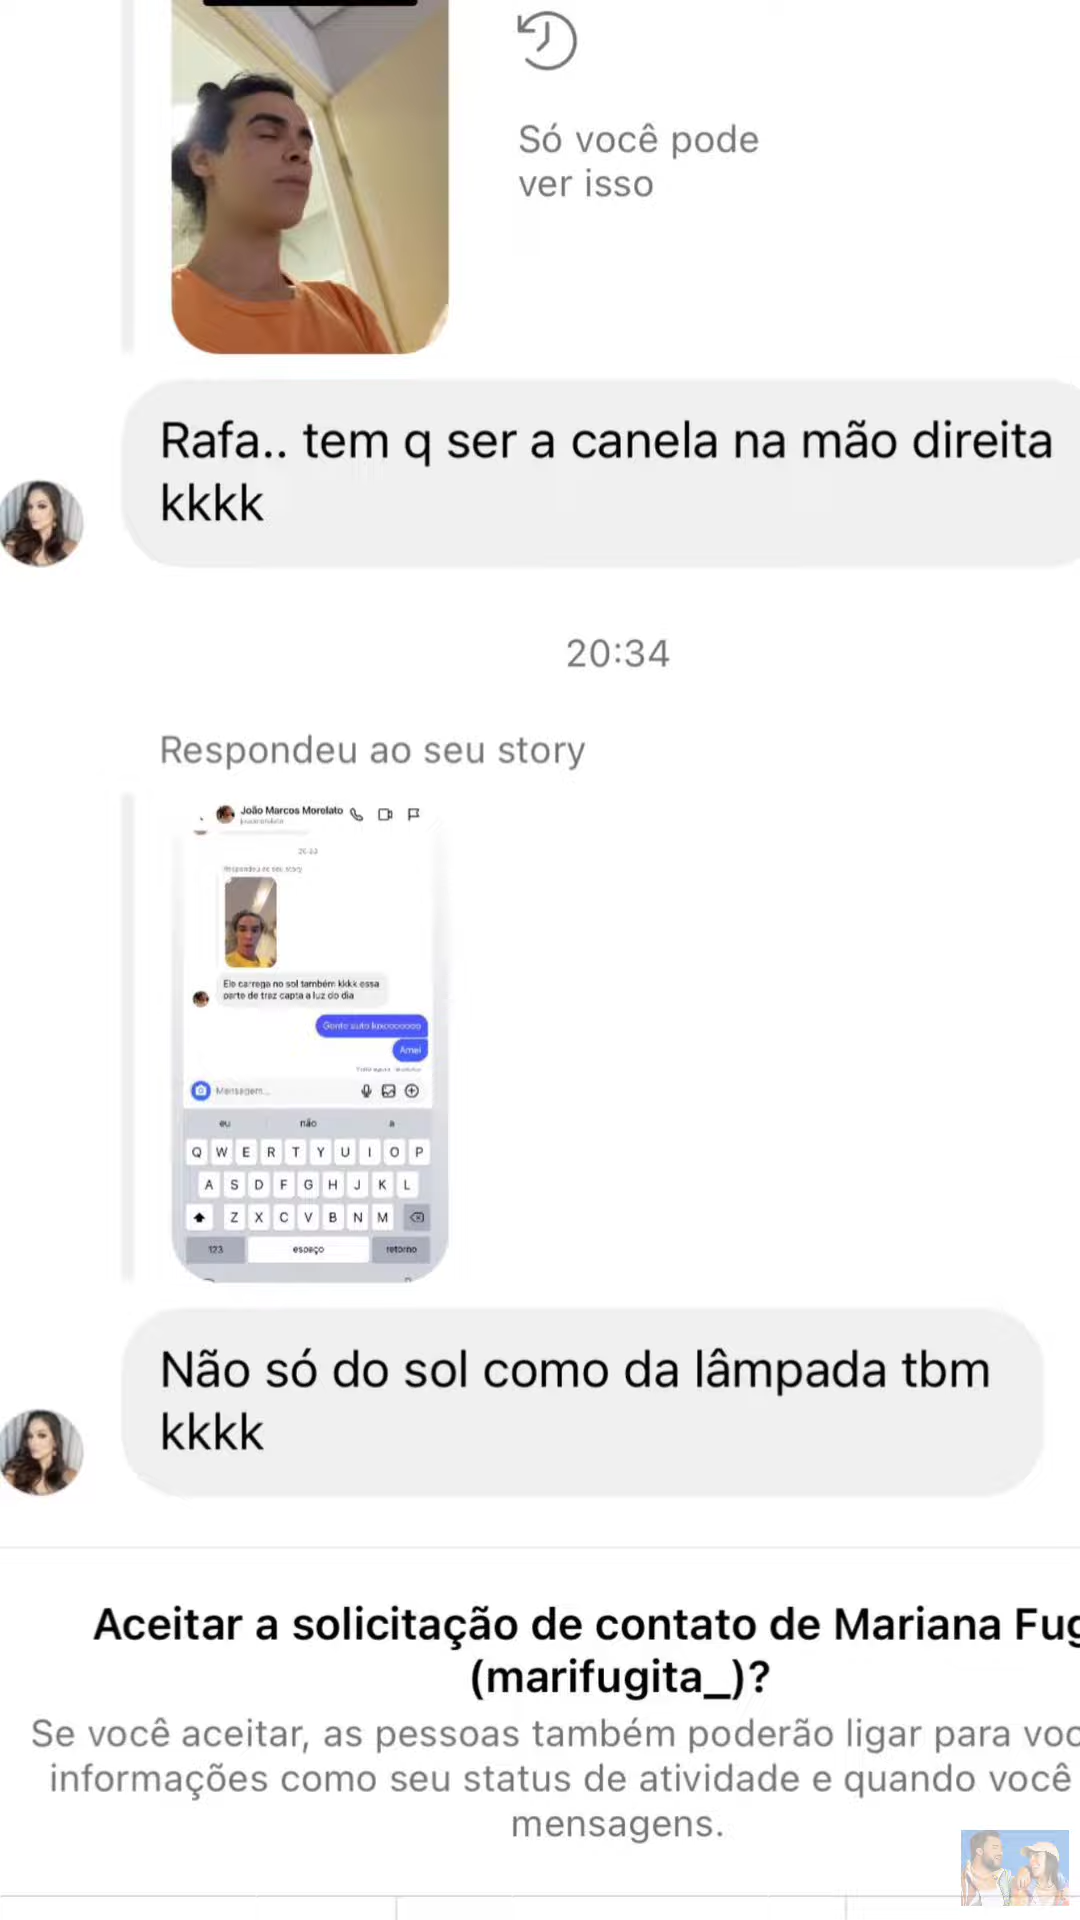 Só você pode
ver isso
Rafa.. tem q ser a canela na mão direita
kkkk
20:34
Respondeu ao seu story
João Marcos Morelato
Respondeu ao seu story
Ele carrega no sol também kkkk essa
parte de traz capta a luz do dia
Amei
Mensagem...
eu não a
Q W E R T Y U I O P
A S D F G H J K L
Z X C V B N M
123 espaço retorno
Não só do sol como da lâmpada tbm
kkkk
Aceitar a solicitação de contato de Mariana Fug
(marifugita_)?
Se você aceitar, as pessoas também poderão ligar para voc
informações como seu status de atividade e quando você
mensagens.